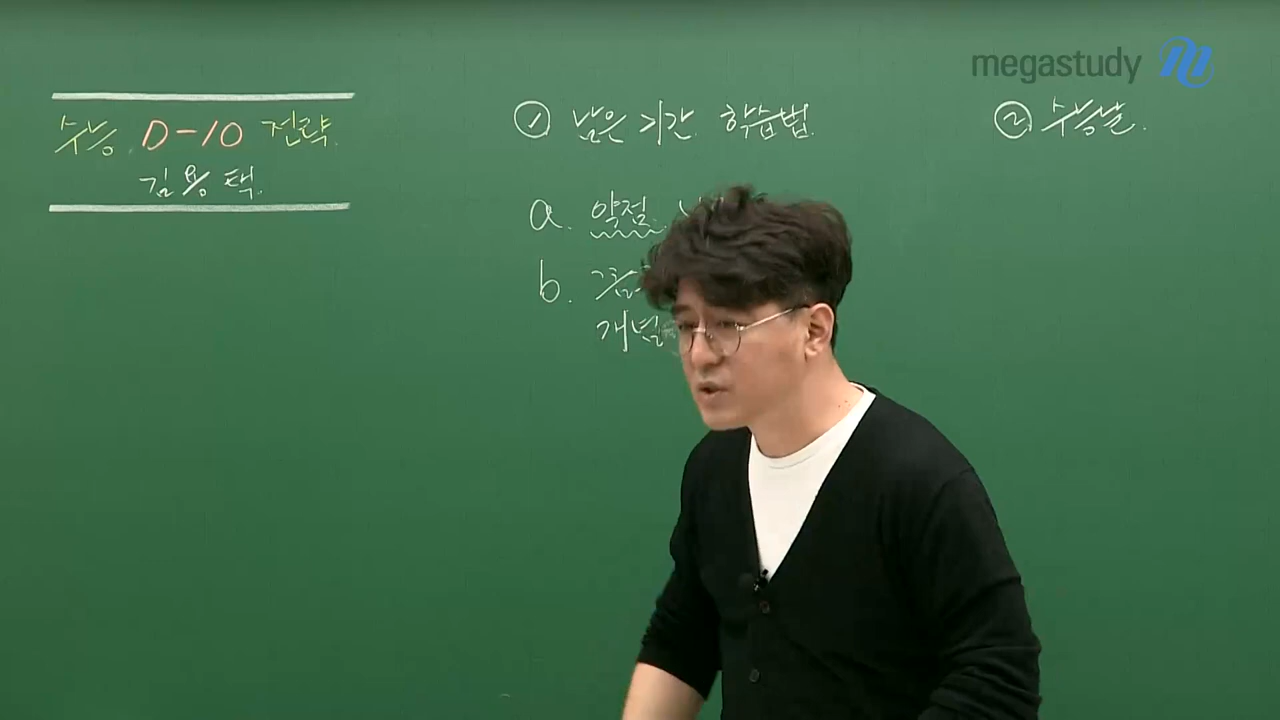 megastudy
수능 D-10 전략.
김용택.
① 남은 기간 학습법.
a. 약점
b.
개념
② 수능날.